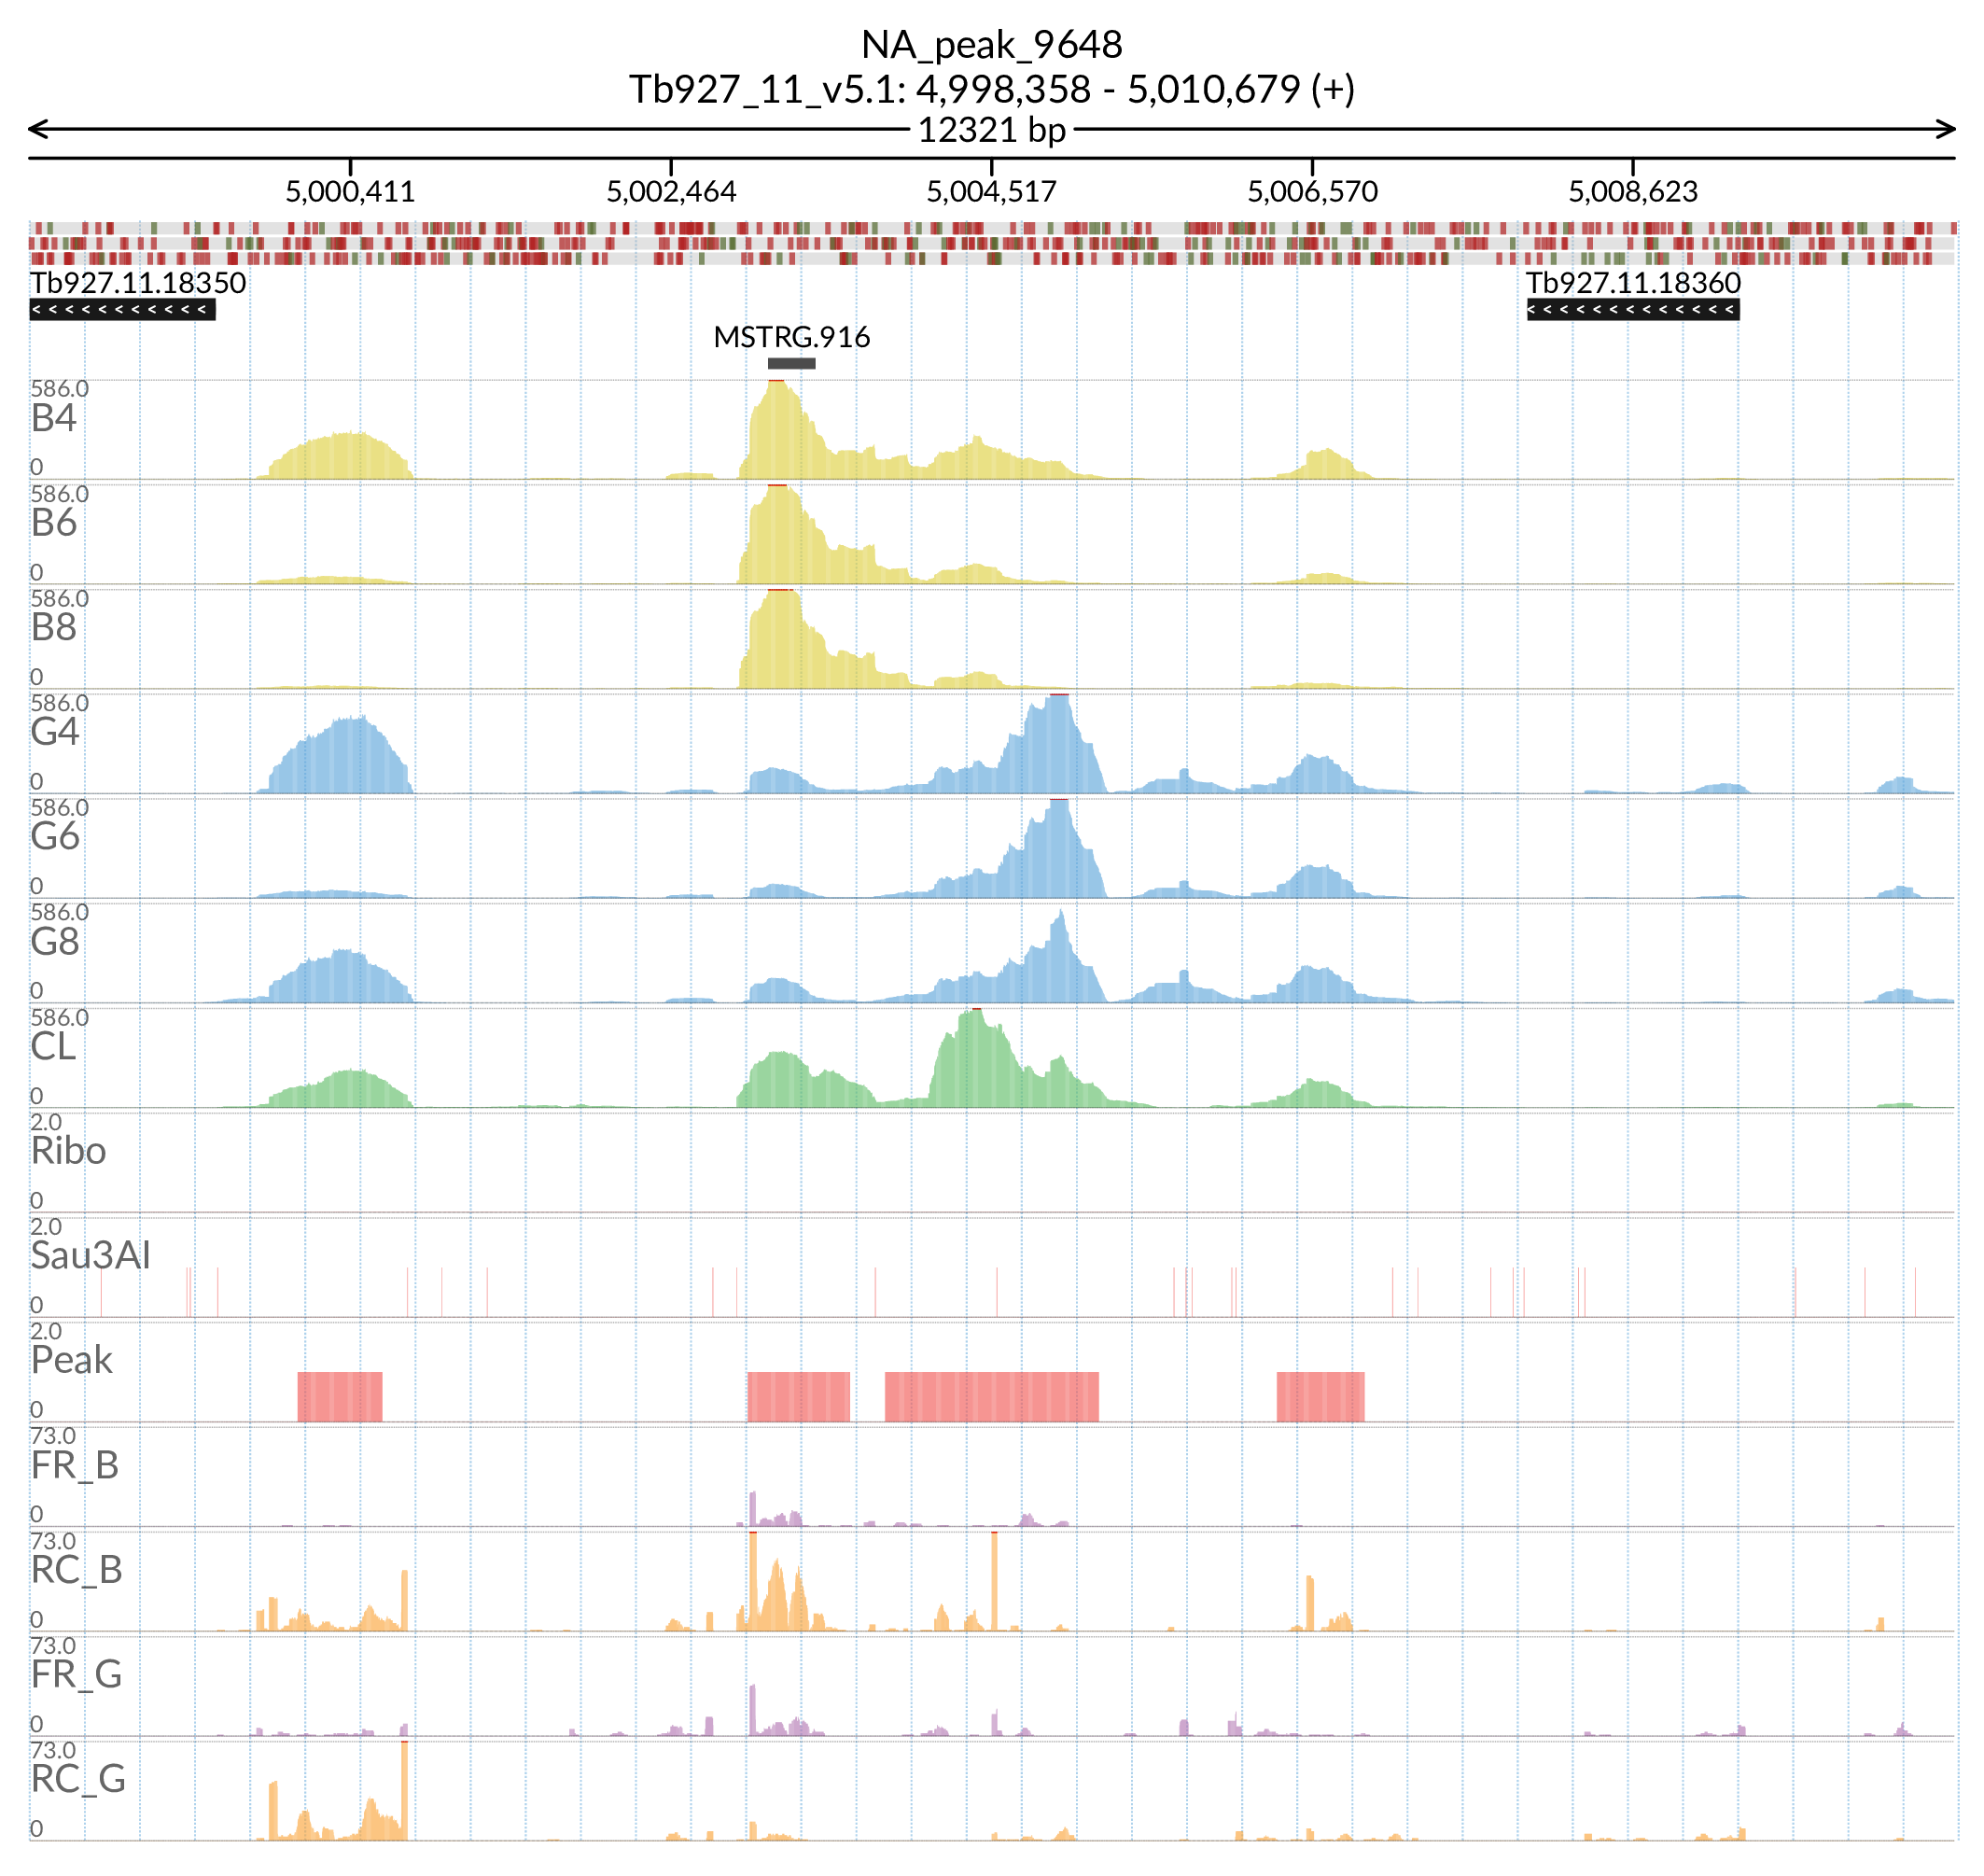 NA_peak_9648
Tb927_11_v5.1: 4,998,358 - 5,010,679 (+)
12321 bp
5,000,411 5,002,464 5,004,517 5,006,570 5,008,623
Tb927.11.18350 Tb927.11.18360
MSTRG.916
586.0
B4
0
586.0
B6
0
586.0
B8
0
586.0
G4
0
586.0
G6
0
586.0
G8
0
586.0
CL
0
2.0
Ribo
0
2.0
Sau3AI
0
2.0
Peak
0
73.0
FR_B
0
73.0
RC_B
0
73.0
FR_G
0
73.0
RC_G
0